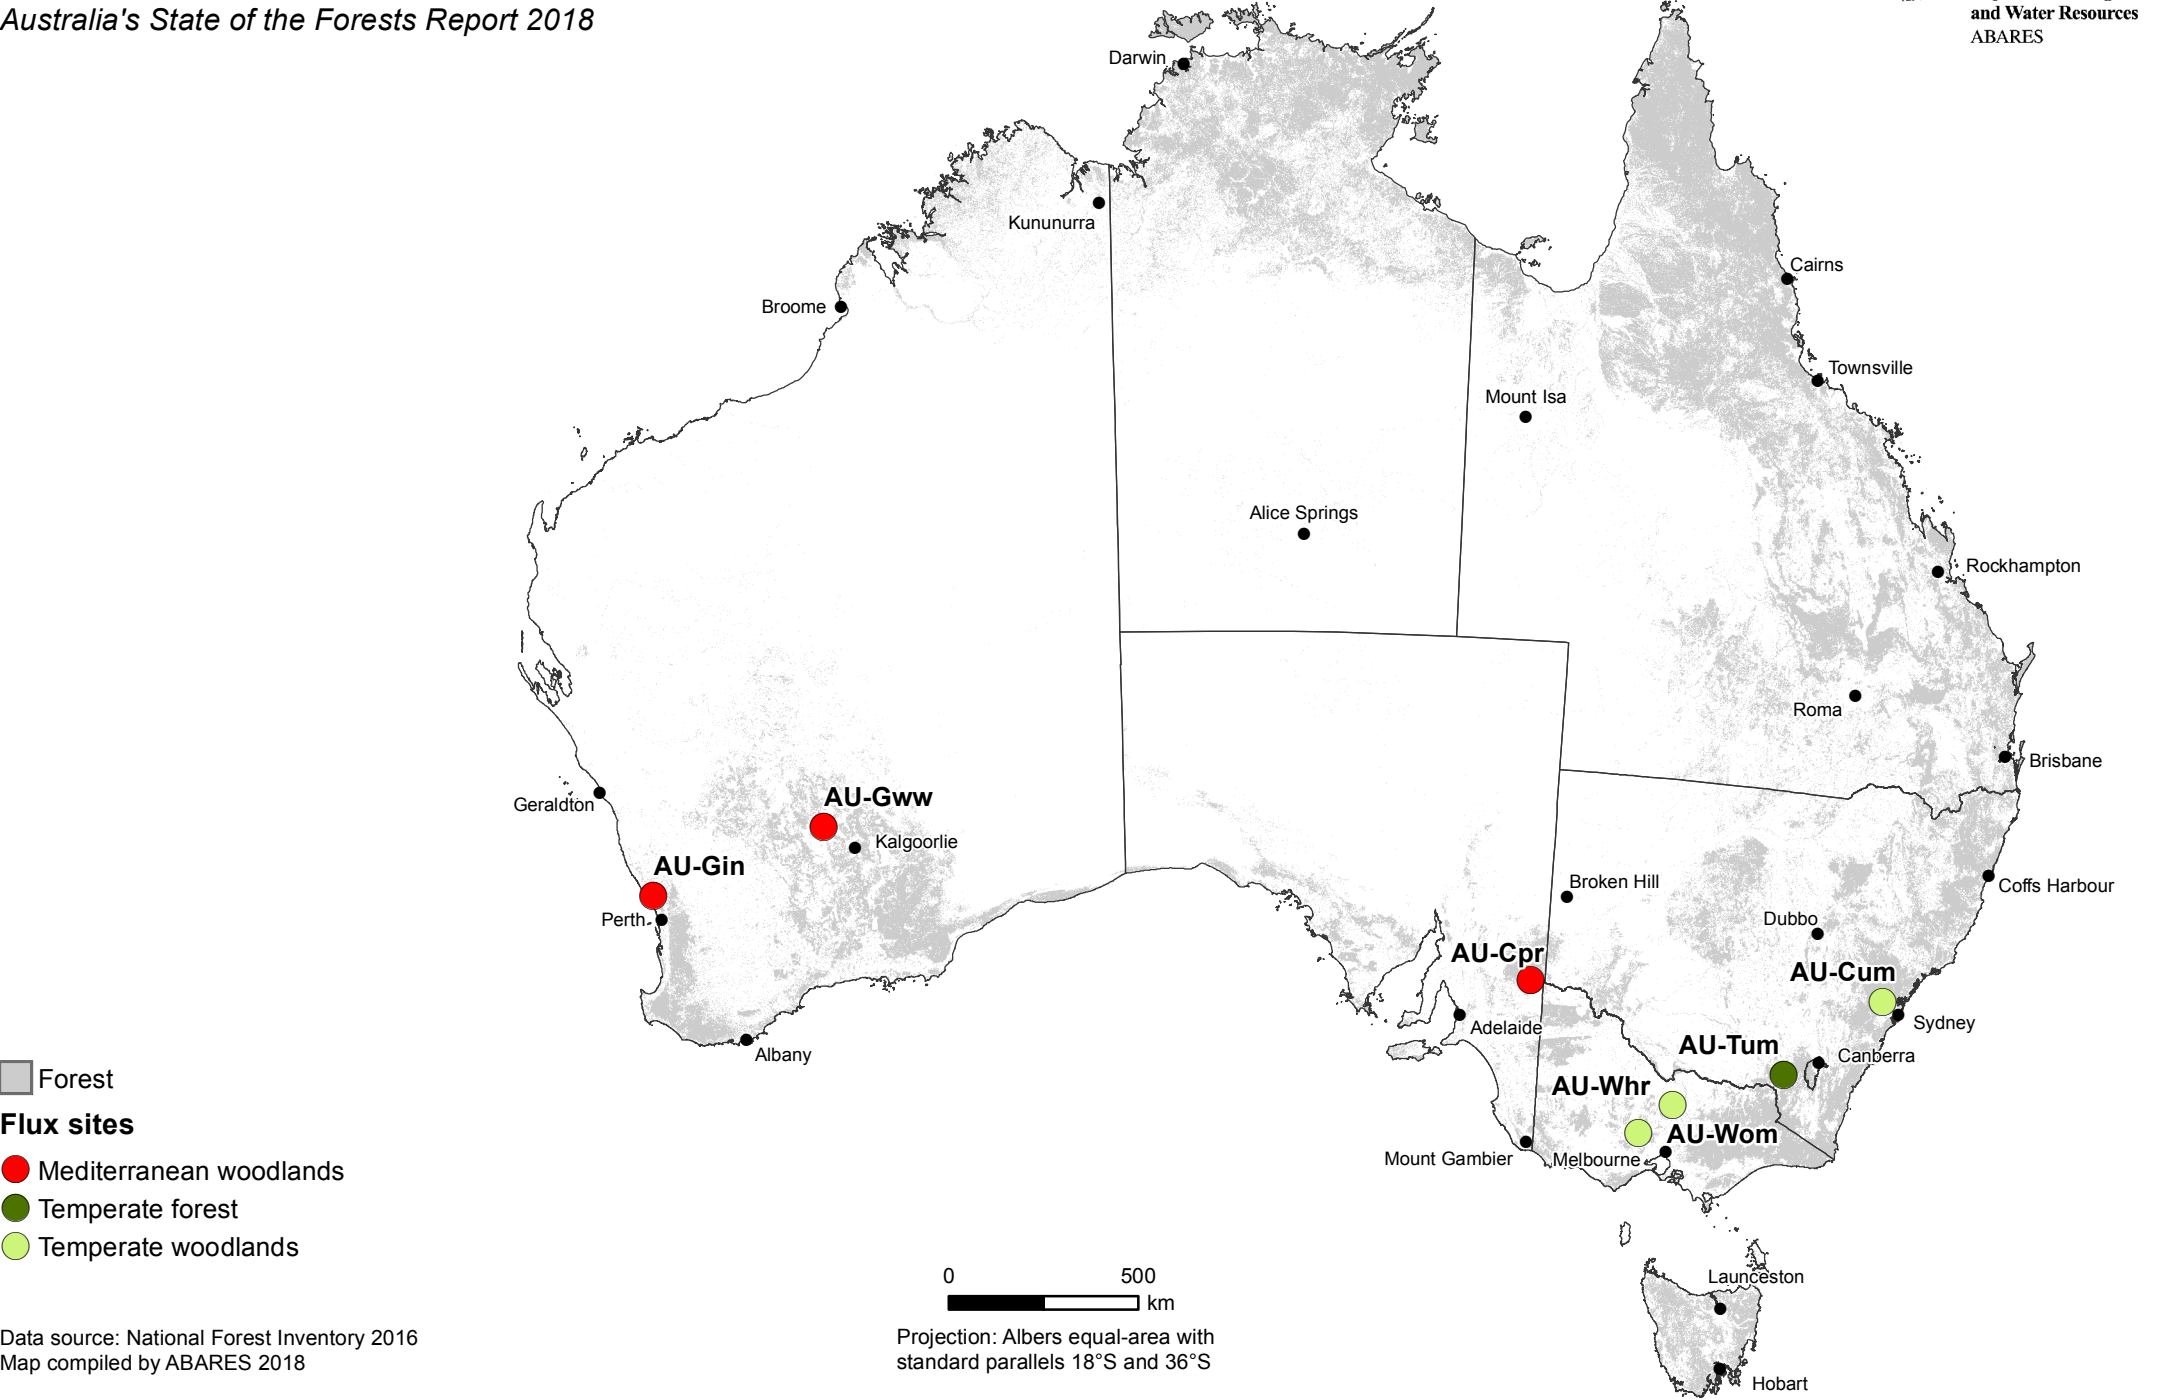 Australia's State of the Forests Report 2018
and Water Resources
ABARES
Darwin
Kununurra
Broome
Cairns
Townsville
Mount Isa
Alice Springs
Rockhampton
Roma
Brisbane
Geraldton
AU-Gww
Kalgoorlie
AU-Gin
Perth
Albany
Broken Hill
Coffs Harbour
Dubbo
AU-Cpr
AU-Cum
Sydney
Adelaide
AU-Tum
Canberra
AU-Whr
AU-Wom
Mount Gambier
Melbourne
Launceston
Hobart
Forest
Flux sites
Mediterranean woodlands
Temperate forest
Temperate woodlands
0 500
km
Data source: National Forest Inventory 2016
Map compiled by ABARES 2018
Projection: Albers equal-area with
standard parallels 18°S and 36°S